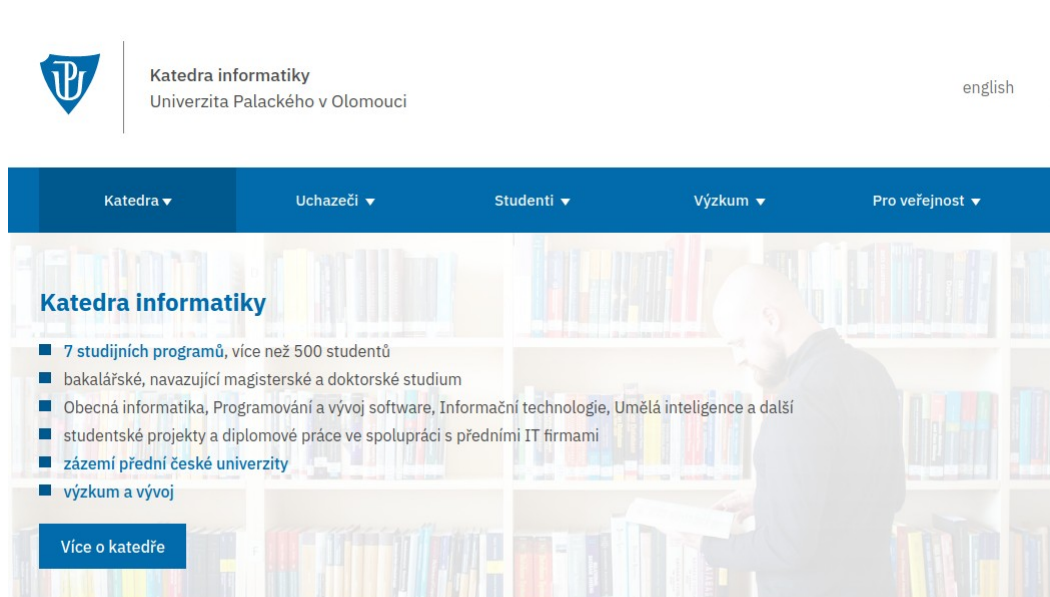 Katedra informatiky
Univerzita Palackého v Olomouci
english
Katedra ▾
Uchazeči ▾
Studenti ▾
Výzkum ▾
Pro veřejnost ▾
Katedra informatiky
7 studijních programů, více než 500 studentů
bakalářské, navazující magisterské a doktorské studium
Obecná informatika, Programování a vývoj software, Informační technologie, Umělá inteligence a další
studentské projekty a diplomové práce ve spolupráci s předními IT firmami
zázemí přední české univerzity
výzkum a vývoj
Více o katedře